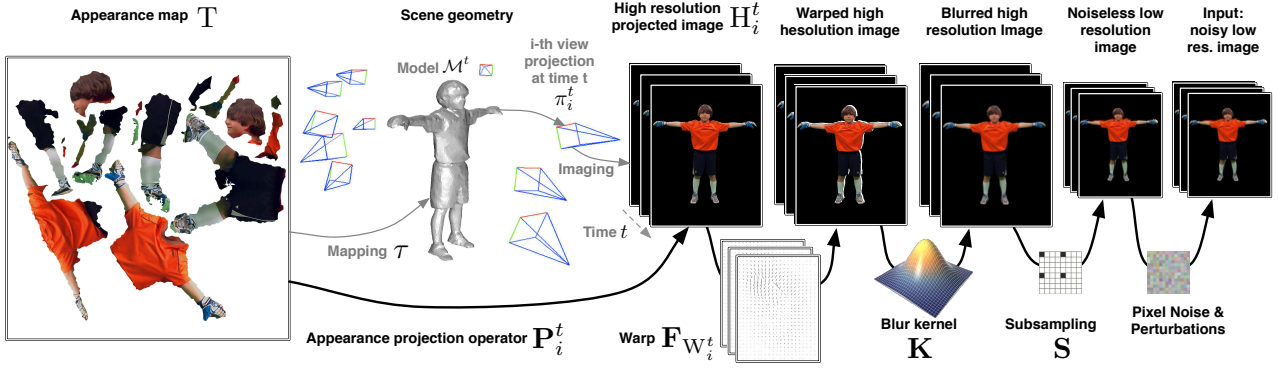 Appearance map T
Scene geometry
High resolution
projected image H_i^t
Warped high
hesolution image
Blurred high
resolution Image
Noiseless low
resolution
image
Input:
noisy low
res. image
Model M^t
i-th view
projection
at time t
π_i^t
Imaging
Mapping τ
Time t
Appearance projection operator P_i^t
Warp F_{W_i^t}
Blur kernel
K
Subsampling
S
Pixel Noise &
Perturbations